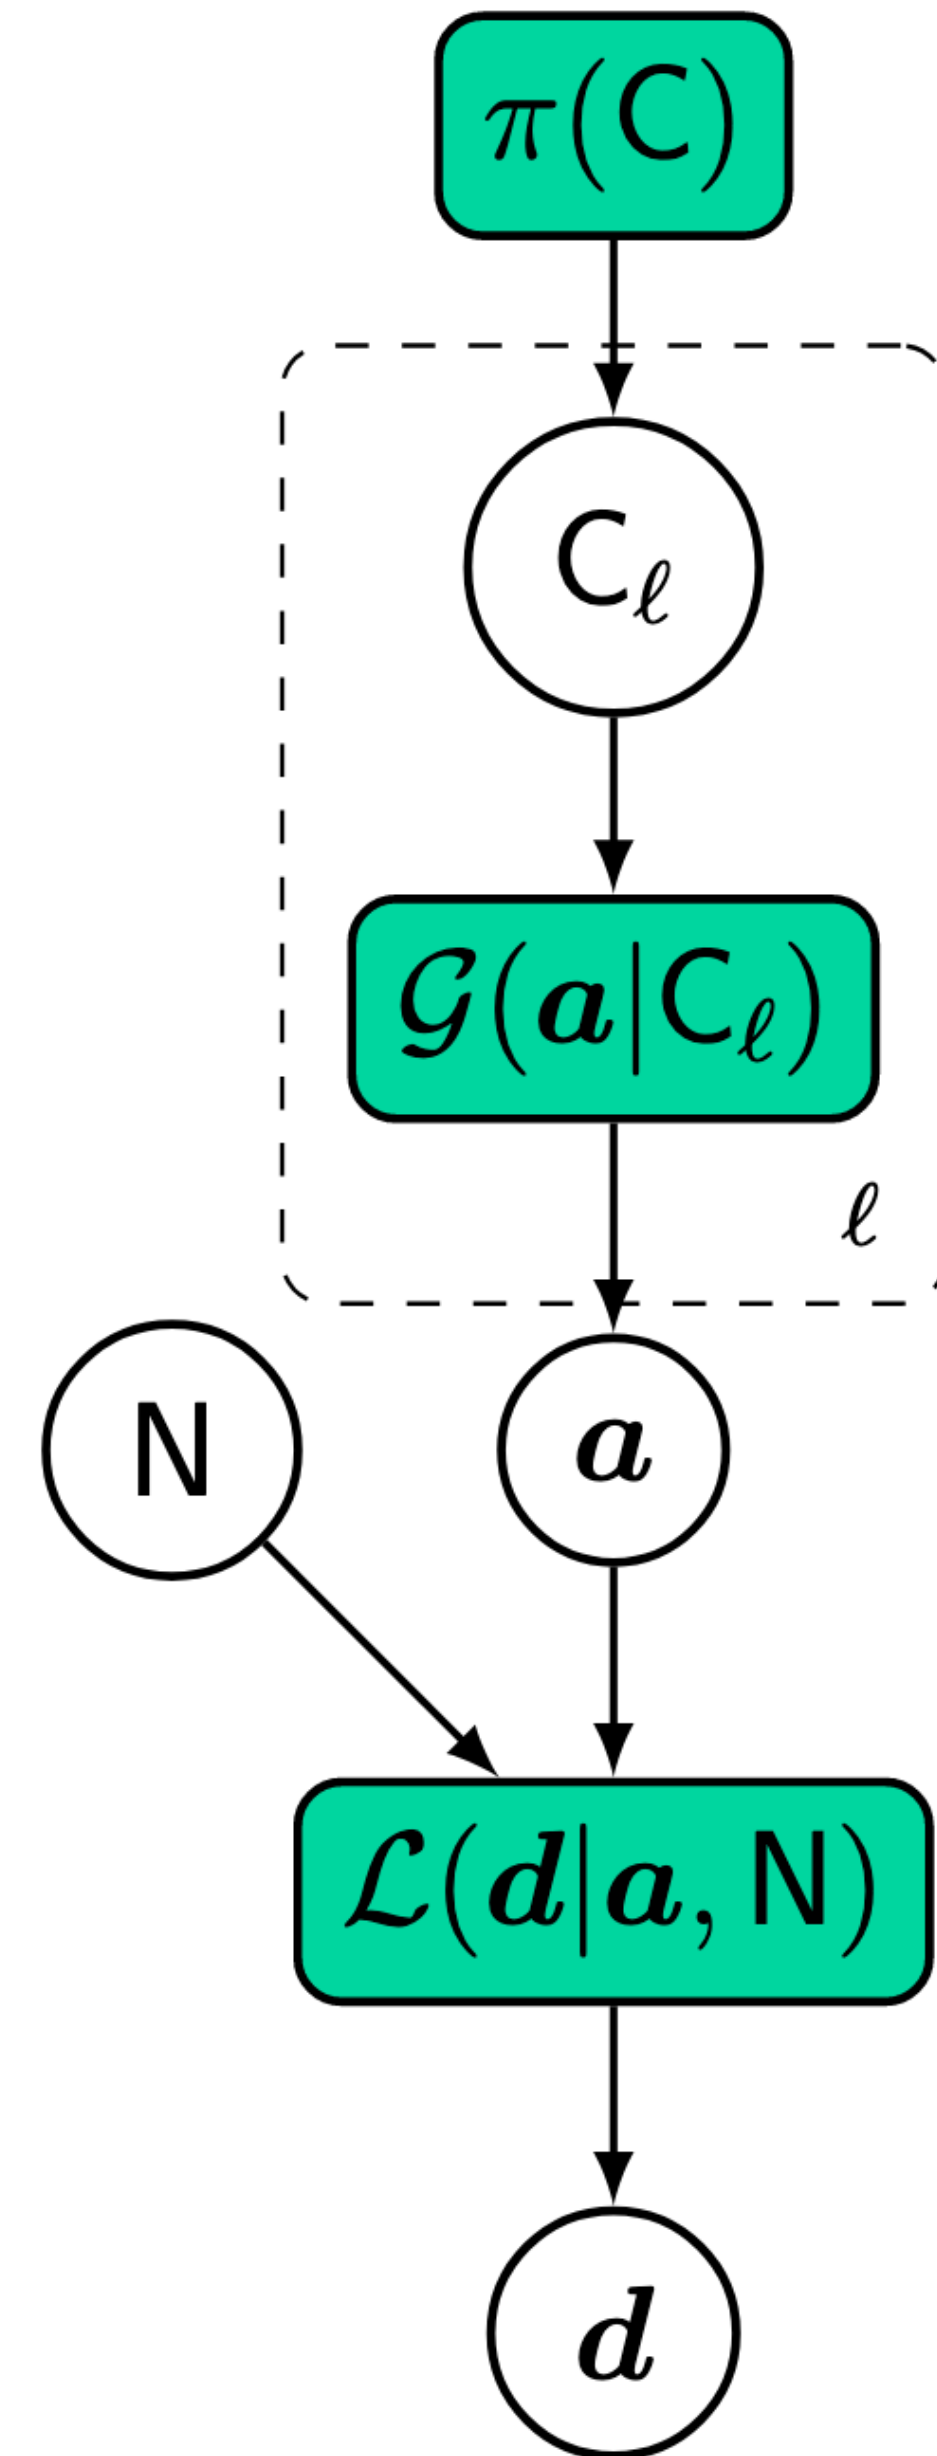 π(C)
C_ℓ
𝒢(𝒂|C_ℓ)
ℓ
N
𝒂
ℒ(𝒅|𝒂, N)
𝒅